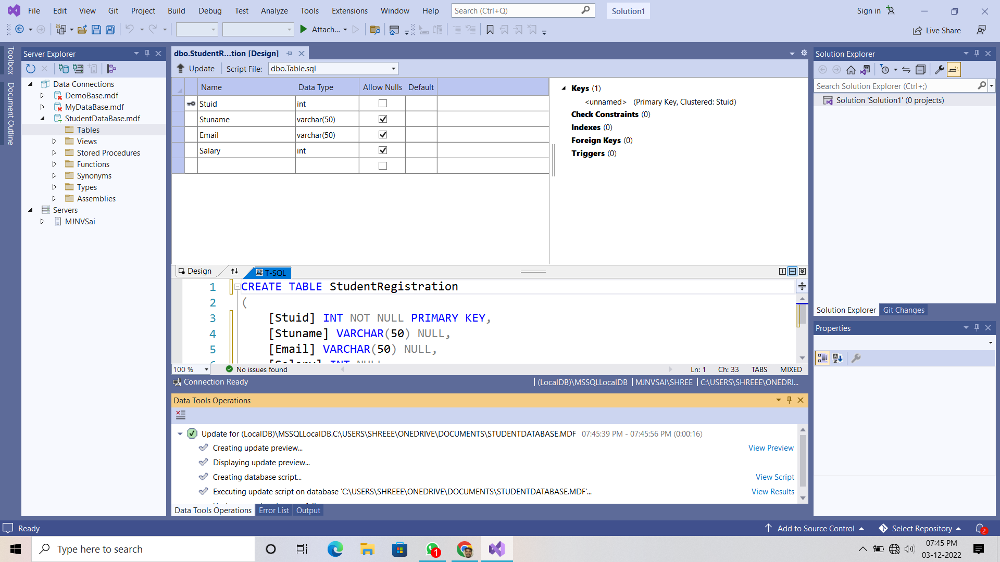 File Edit View Git Project Build Debug Test Analyze Tools Extensions Window Help Search (Ctrl+Q) Solution1 Sign in
Attach... Live Share
Toolbox
Document Outline
Server Explorer
Data Connections
DemoBase.mdf
MyDataBase.mdf
StudentDataBase.mdf
Tables
Views
Stored Procedures
Functions
Synonyms
Types
Assemblies
Servers
MJNVSai
dbo.StudentR...tion [Design]
Update Script File: dbo.Table.sql
Name Data Type Allow Nulls Default
Stuid int
Stuname varchar(50)
Email varchar(50)
Salary int
Keys (1)
<unnamed> (Primary Key, Clustered: Stuid)
Check Constraints (0)
Indexes (0)
Foreign Keys (0)
Triggers (0)
Design T-SQL
1 CREATE TABLE StudentRegistration
2 (
3 [Stuid] INT NOT NULL PRIMARY KEY,
4 [Stuname] VARCHAR(50) NULL,
5 [Email] VARCHAR(50) NULL,
6 [Salary] INT NULL
100 % No issues found Ln: 1 Ch: 33 TABS MIXED
Connection Ready (LocalDB)\MSSQLLocalDB MJNVSAI\SHREE C:\USERS\SHREEE\ONEDRI...
Data Tools Operations
Update for (LocalDB)\MSSQLLocalDB.C:\USERS\SHREEE\ONEDRIVE\DOCUMENTS\STUDENTDATABASE.MDF 07:45:39 PM - 07:45:56 PM (0:00:16)
Creating update preview... View Preview
Displaying update preview...
Creating database script... View Script
Executing update script on database 'C:\USERS\SHREEE\ONEDRIVE\DOCUMENTS\STUDENTDATABASE.MDF'... View Results
Data Tools Operations Error List Output
Solution Explorer
Search Solution Explorer (Ctrl+;)
Solution 'Solution1' (0 projects)
Solution Explorer Git Changes
Properties
Ready Add to Source Control Select Repository 2
Type here to search 1 07:45 PM
03-12-2022